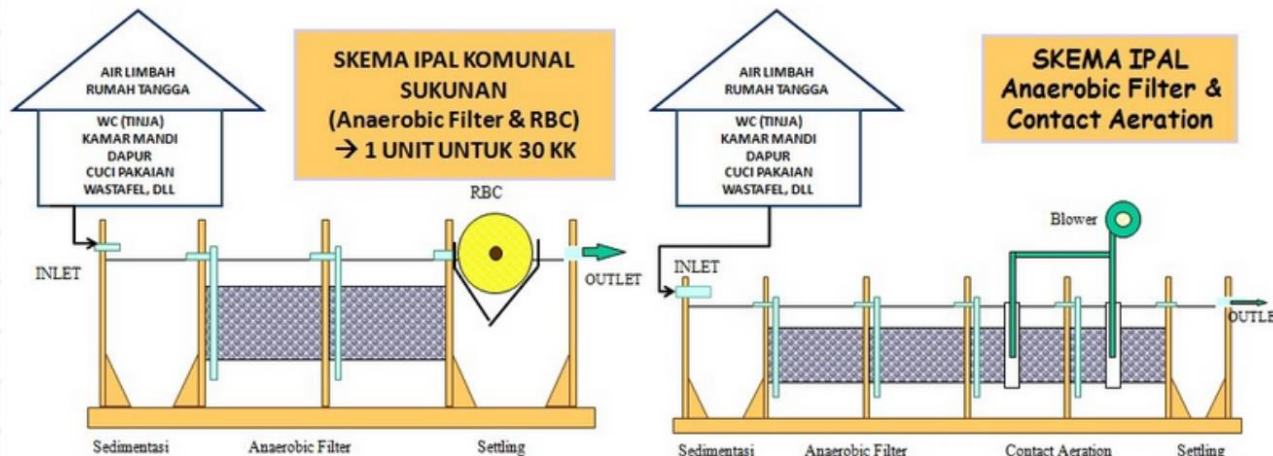 AIR LIMBAH
RUMAH TANGGA
WC (TINJA)
KAMAR MANDI
DAPUR
CUCI PAKAIAN
WASTAFEL, DLL
SKEMA IPAL KOMUNAL
SUKUNAN
(Anaerobic Filter & RBC)
→ 1 UNIT UNTUK 30 KK
RBC
INLET
OUTLET
Sedimentasi
Anaerobic Filter
Settling
AIR LIMBAH
RUMAH TANGGA
WC (TINJA)
KAMAR MANDI
DAPUR
CUCI PAKAIAN
WASTAFEL, DLL
SKEMA IPAL
Anaerobic Filter &
Contact Aeration
Blower
INLET
OUTLET
Sedimentasi
Anaerobic Filter
Contact Aeration
Settling